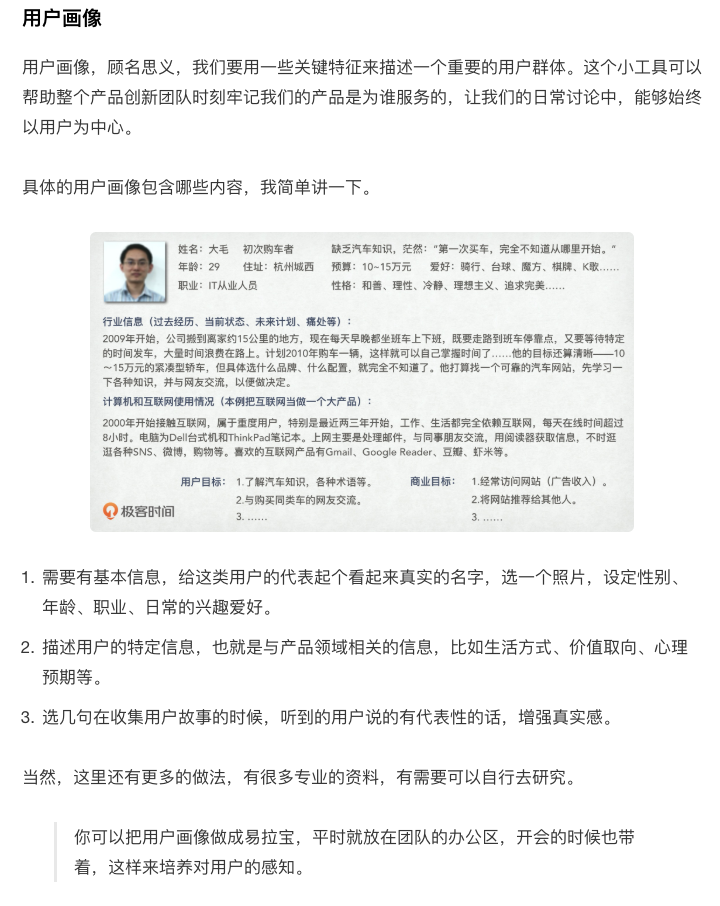 用户画像
用户画像，顾名思义，我们要用一些关键特征来描述一个重要的用户群体。这个小工具可以
帮助整个产品创新团队时刻牢记我们的产品是为谁服务的，让我们的日常讨论中，能够始终
以用户为中心。
具体的用户画像包含哪些内容，我简单讲一下。
姓名：大毛 初次购车者 缺乏汽车知识，茫然：“第一次买车，完全不知道从哪里开始。”
年龄：29 住址：杭州城西 预算：10~15万元 爱好：骑行、台球、魔方、棋牌、K歌……
职业：IT从业人员 性格：和善、理性、冷静、理想主义、追求完美……
行业信息（过去经历、当前状态、未来计划、痛处等）：
2009年开始，公司搬到离家约15公里的地方，现在每天早晚都坐班车上下班，既要走路到班车停靠点，又要等待特定
的时间发车，大量时间浪费在路上。计划2010年购车一辆，这样就可以自己掌握时间了……他的目标还算清晰——10
～15万元的紧凑型轿车，但具体选什么品牌、什么配置，就完全不知道了。他打算找一个可靠的汽车网站，先学习一
下各种知识，并与网友交流，以便做决定。
计算机和互联网使用情况（本例把互联网当做一个大产品）：
2000年开始接触互联网，属于重度用户，特别是最近两三年开始，工作、生活都完全依赖互联网，每天在线时间超过
8小时。电脑为Dell台式机和ThinkPad笔记本。上网主要是处理邮件，与同事朋友交流，用阅读器获取信息，不时逛
逛各种SNS、微博，购物等。喜欢的互联网产品有Gmail、Google Reader、豆瓣、虾米等。
用户目标： 1.了解汽车知识，各种术语等。 商业目标： 1.经常访问网站（广告收入）。
2.与购买同类车的网友交流。 2.将网站推荐给其他人。
3. …… 3. ……
极客时间
1. 需要有基本信息，给这类用户的代表起个看起来真实的名字，选一个照片，设定性别、
年龄、职业、日常的兴趣爱好。
2. 描述用户的特定信息，也就是与产品领域相关的信息，比如生活方式、价值取向、心理
预期等。
3. 选几句在收集用户故事的时候，听到的用户说的有代表性的话，增强真实感。
当然，这里还有更多的做法，有很多专业的资料，有需要可以自行去研究。
你可以把用户画像做成易拉宝，平时就放在团队的办公区，开会的时候也带
着，这样来培养对用户的感知。